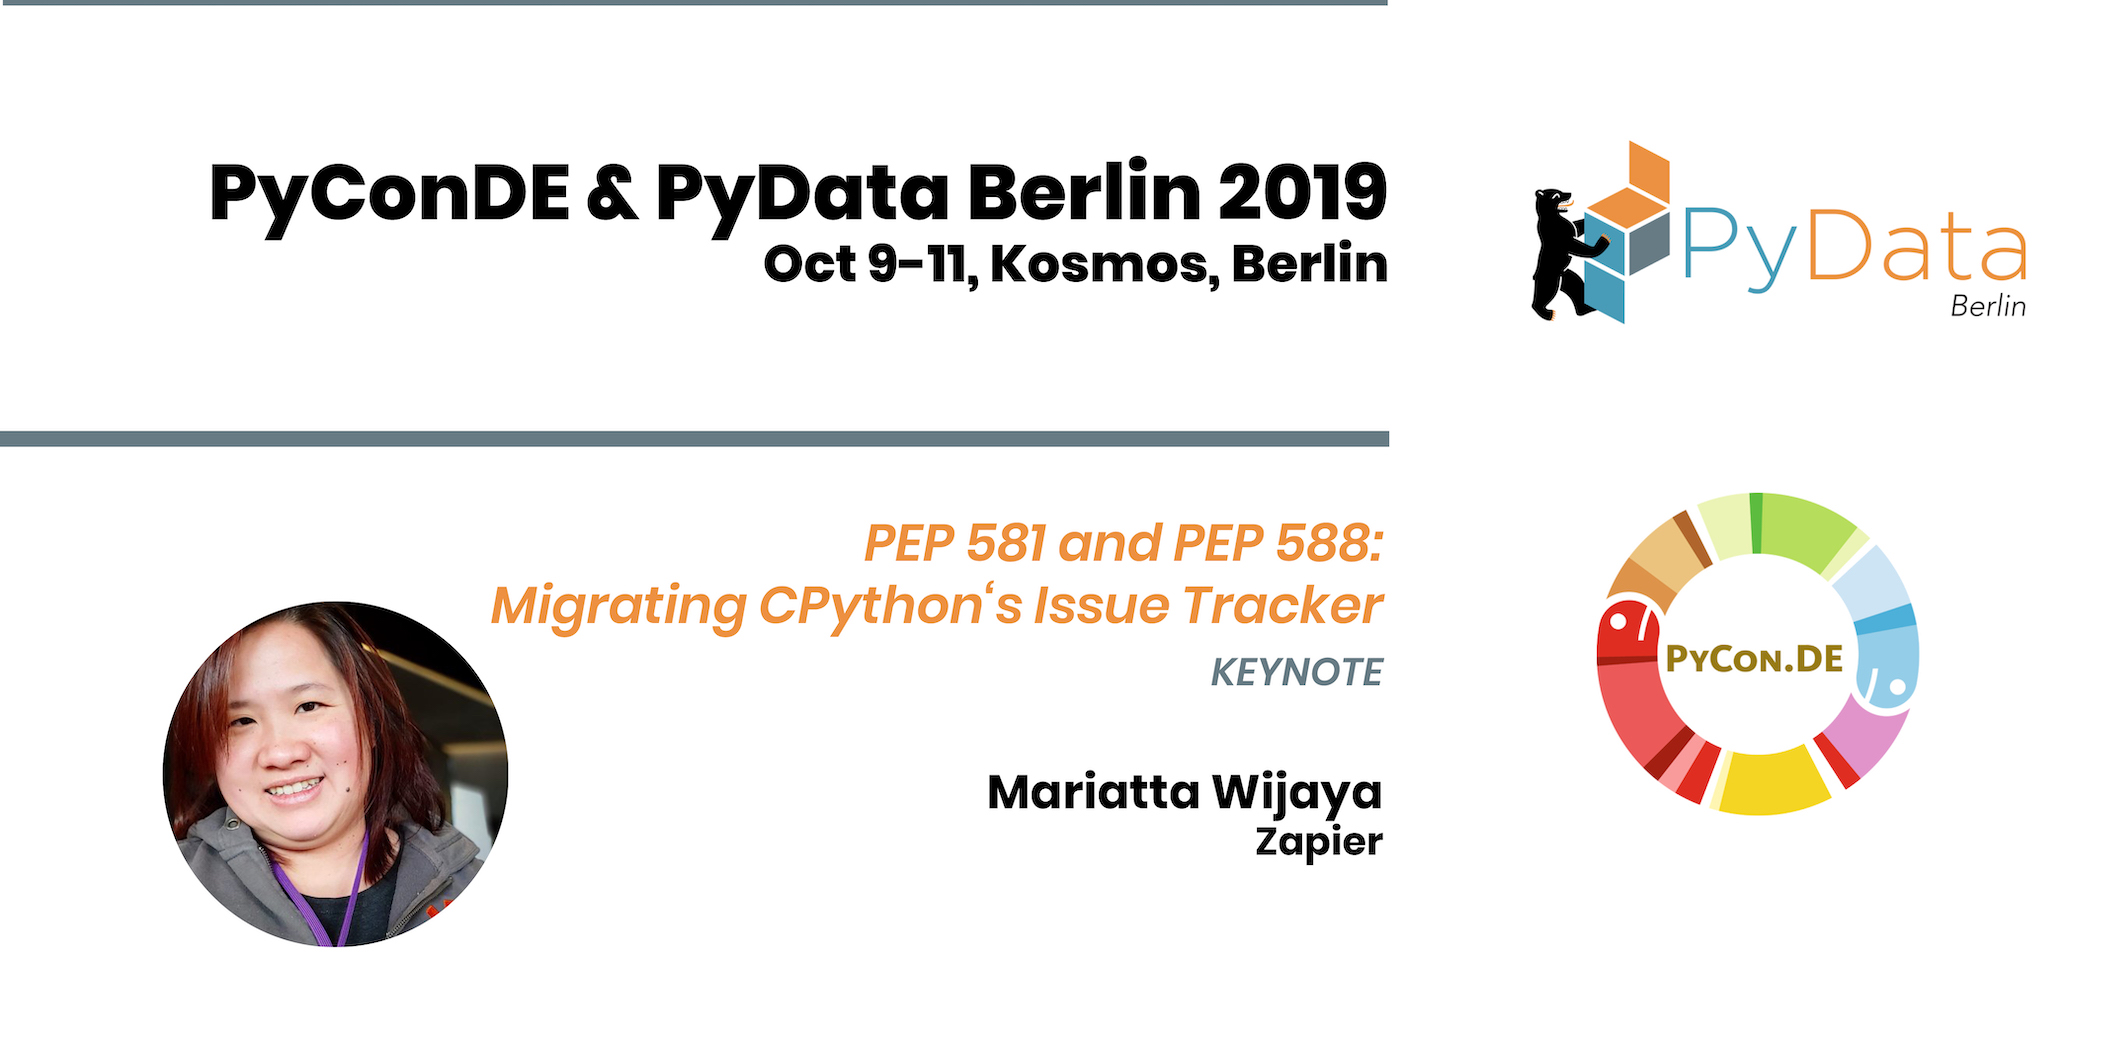 PyConDE & PyData Berlin 2019
Oct 9-11, Kosmos, Berlin
PyData
Berlin
PEP 581 and PEP 588:
Migrating CPython‘s Issue Tracker
KEYNOTE
PYCON.DE
Mariatta Wijaya
Zapier